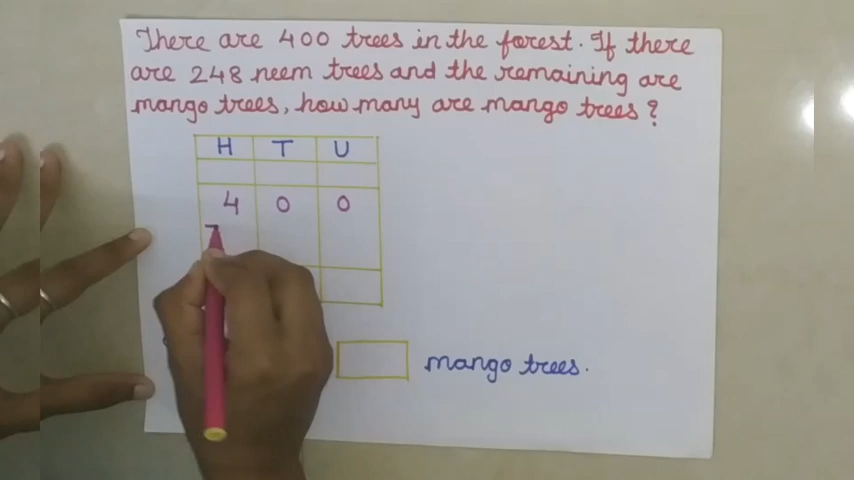 There are 400 trees in the forest. If there
are 248 neem trees and the remaining are
mango trees, how many are mango trees?
H T U
4 0 0
-
mango trees.